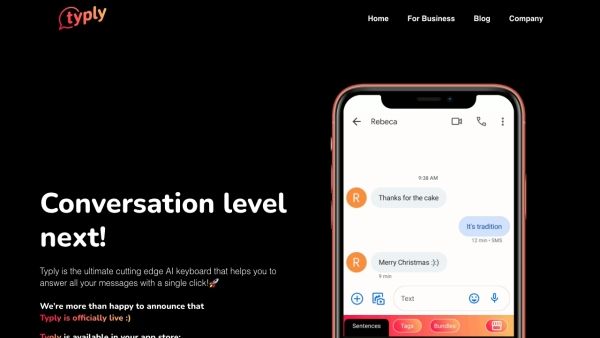 typly
Home For Business Blog Company
Rebeca
9:38 AM
R Thanks for the cake
It's tradition
12 min • SMS
R Merry Christmas :):)
9 min
Text
Sentences Tags Bundles
Conversation level
next!
Typly is the ultimate cutting edge AI keyboard that helps you to
answer all your messages with a single click!🚀
We're more than happy to announce that
Typly is officially live :)
Typly is available in your app store: